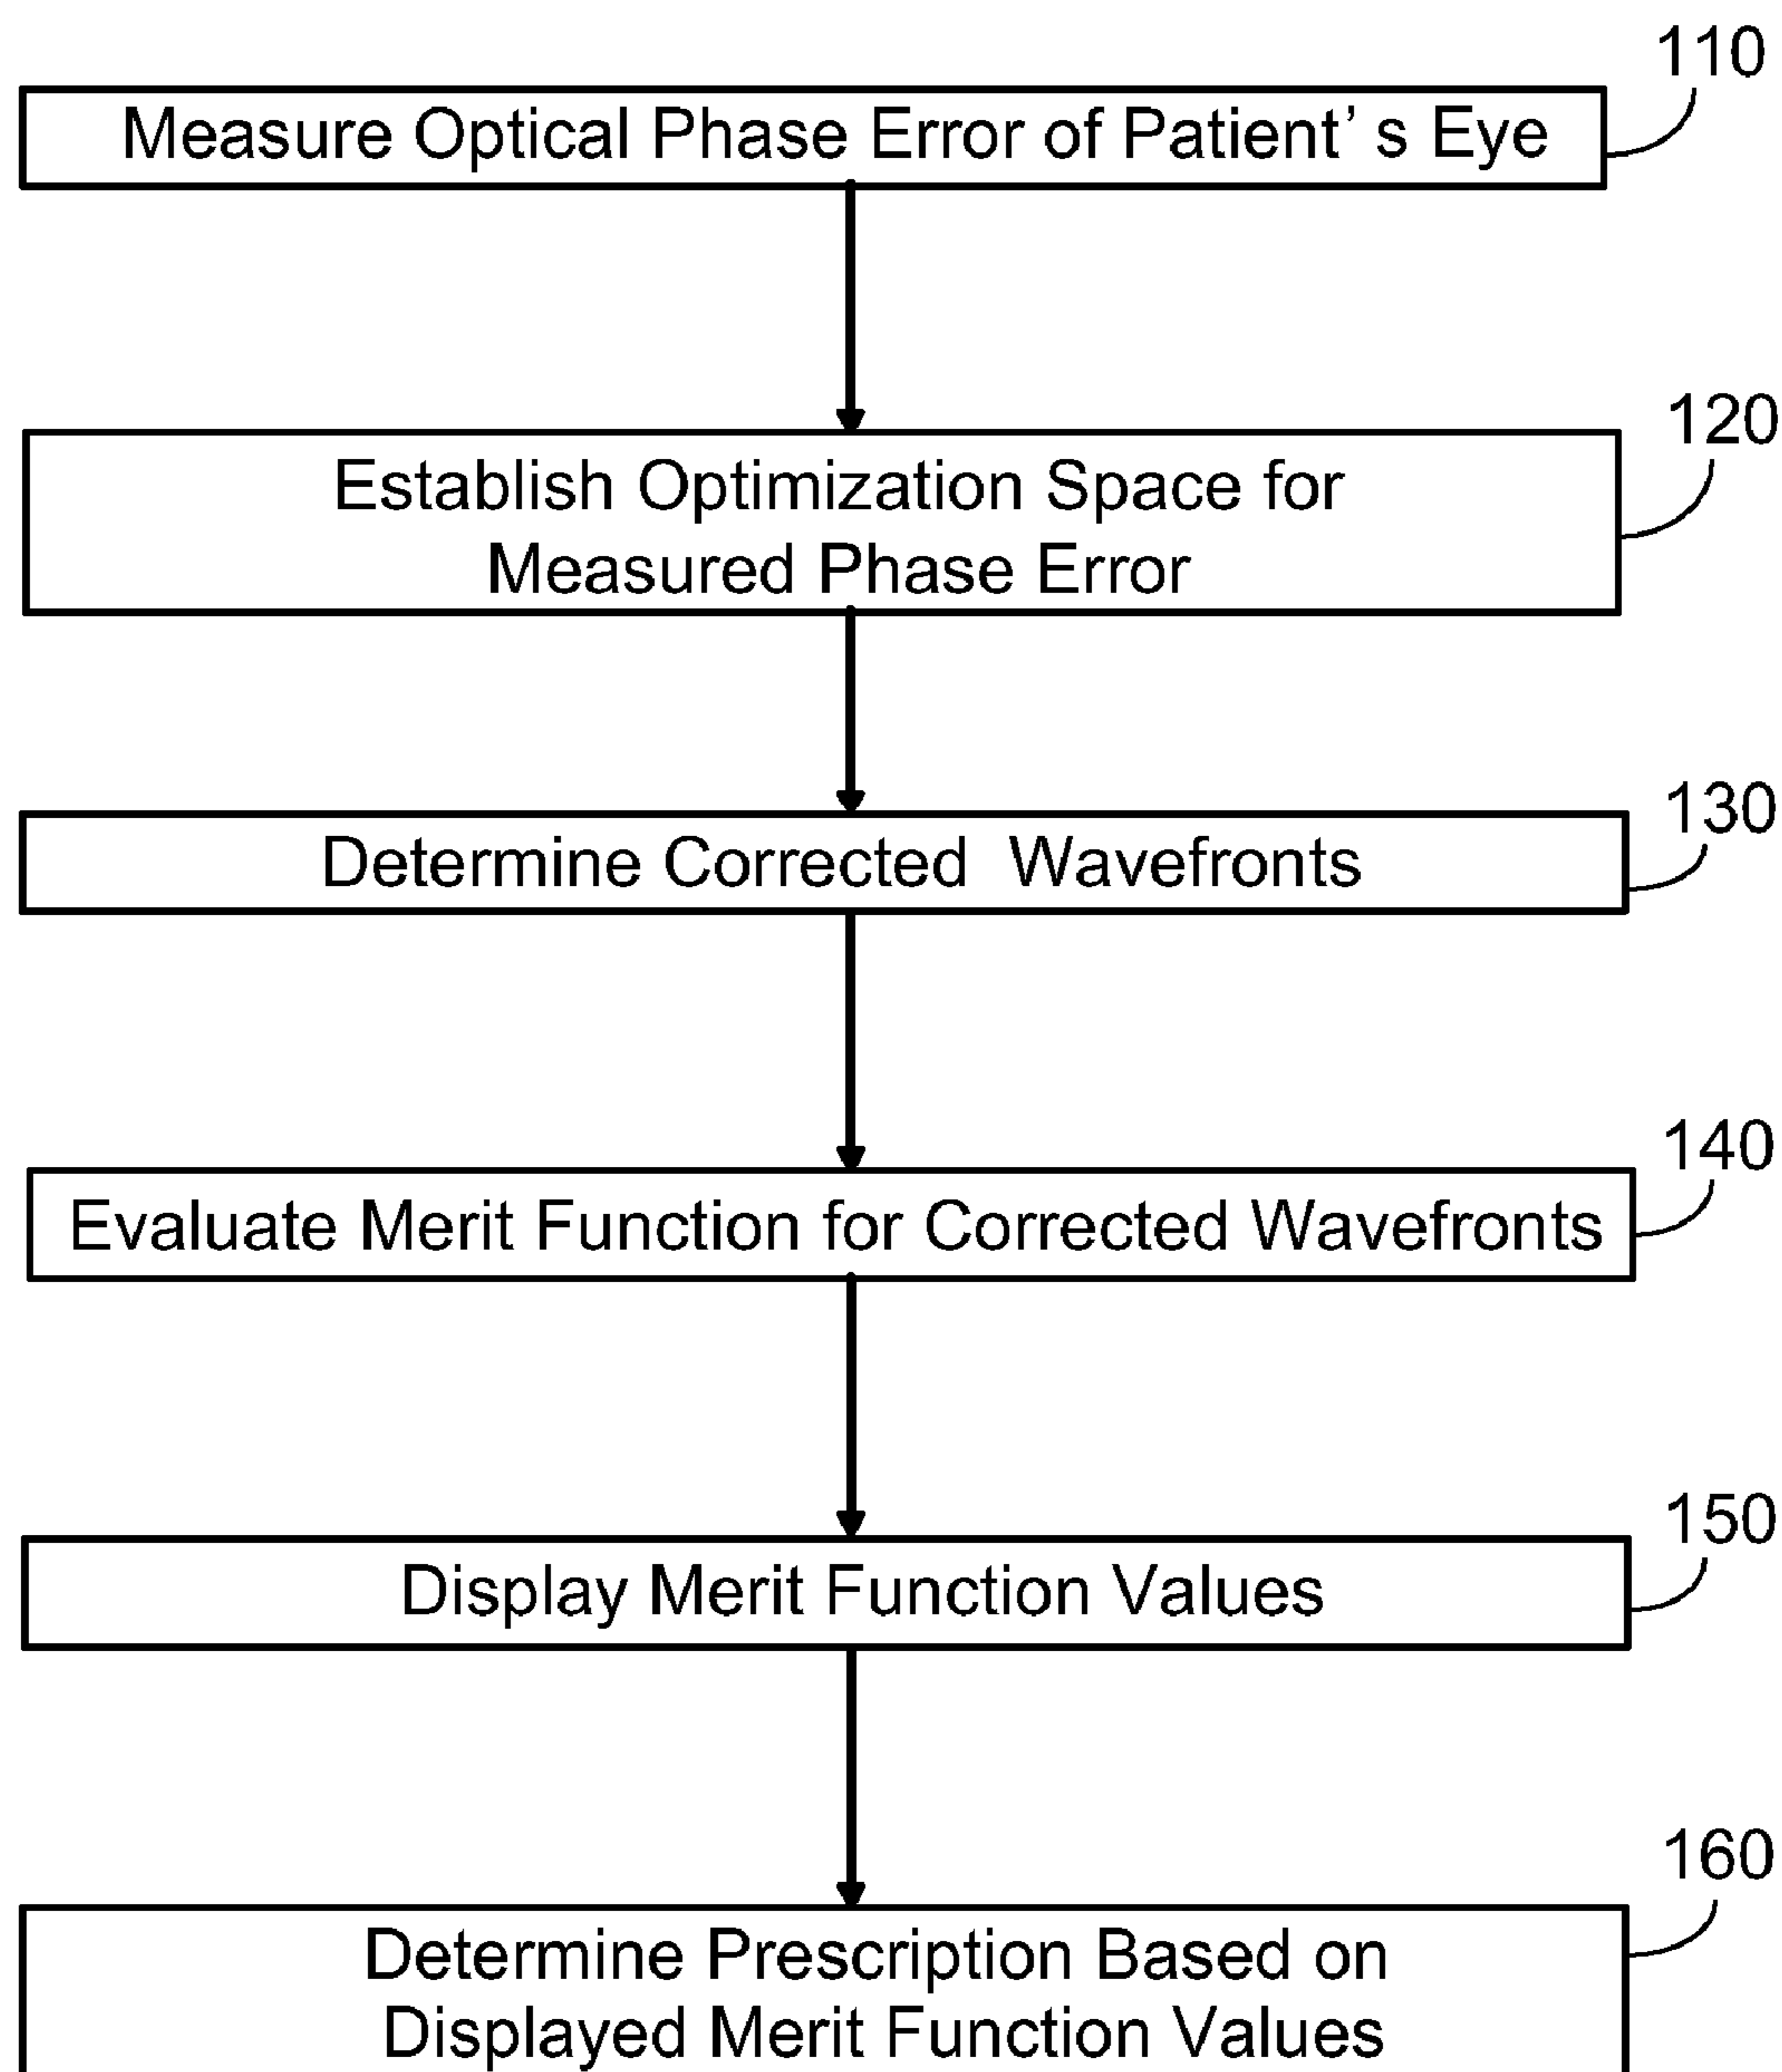 110
Measure Optical Phase Error of Patient’ s Eye
120
Establish Optimization Space for
Measured Phase Error
130
Determine Corrected  Wavefronts
140
Evaluate Merit Function for Corrected Wavefronts
150
Display Merit Function Values
160
Determine Prescription Based on
Displayed Merit Function Values